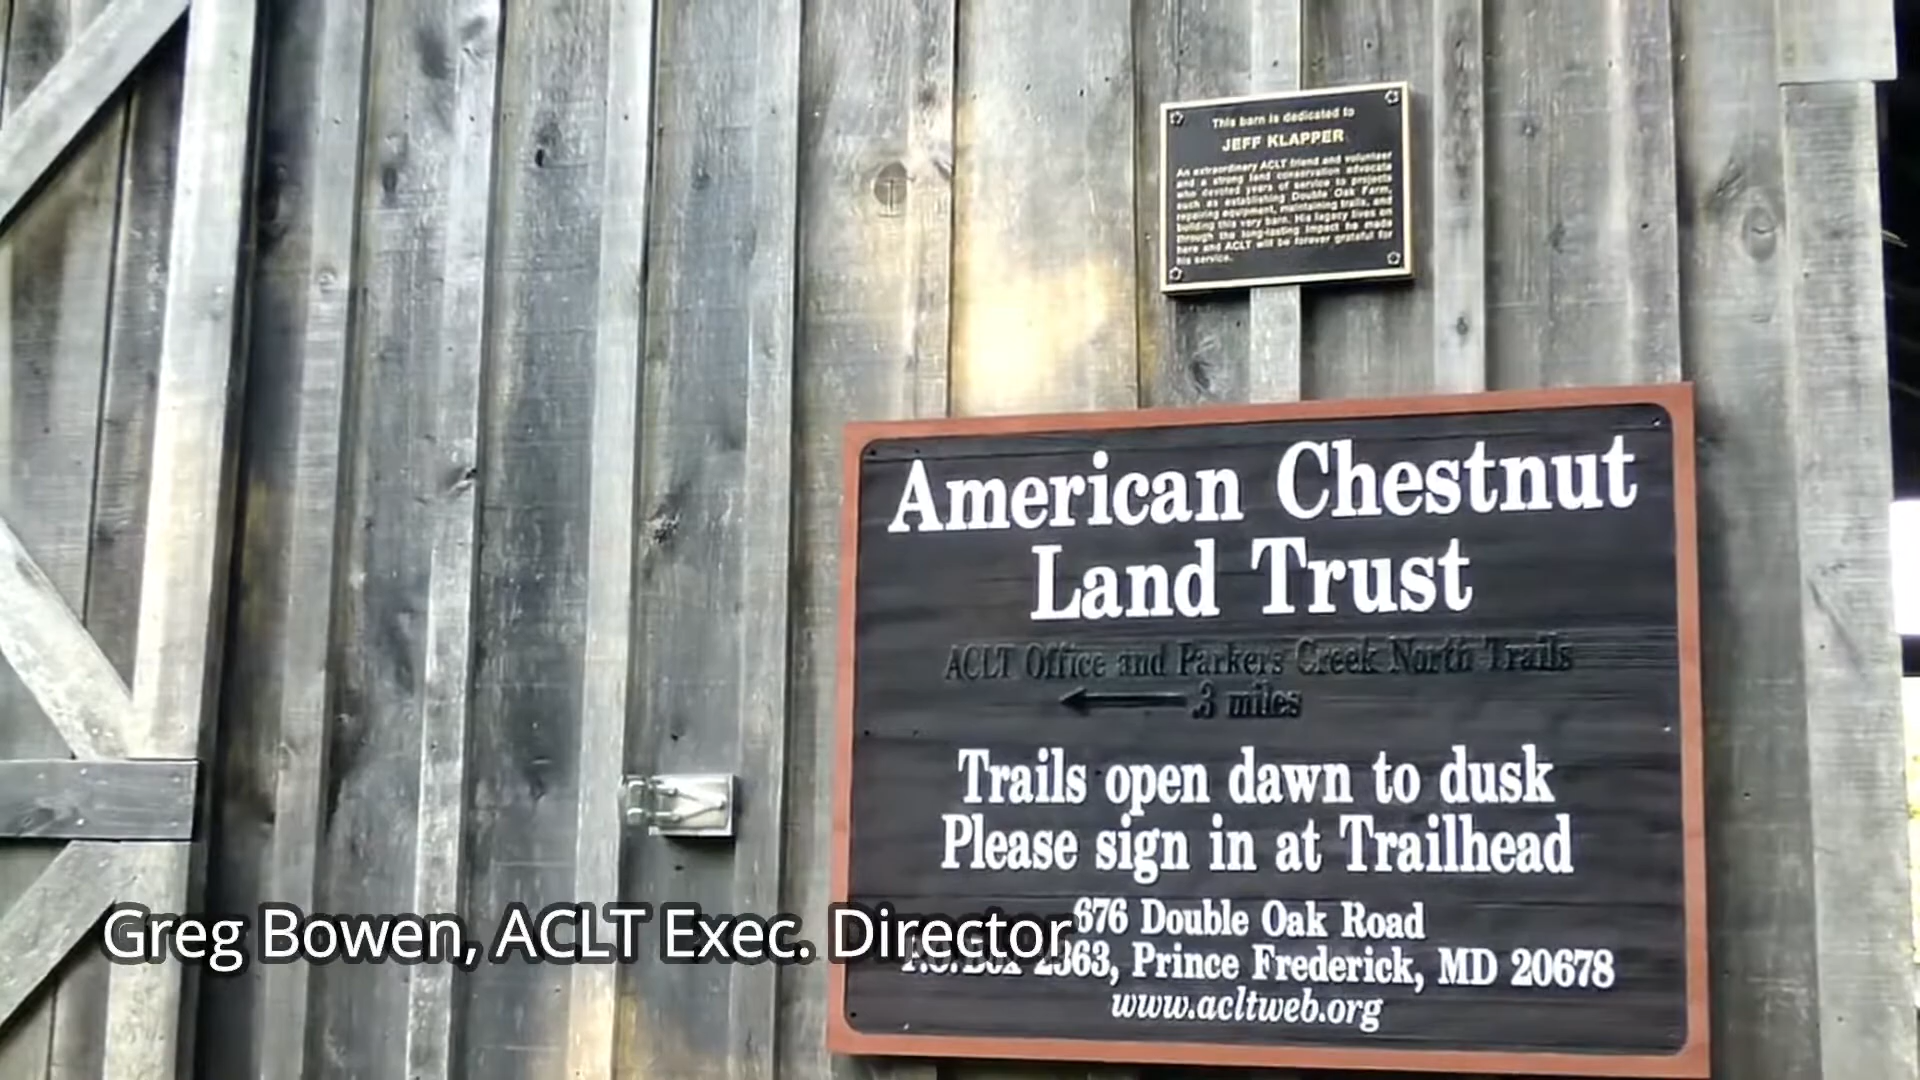 This barn is dedicated to
JEFF KLAPPER
An extraordinary ACLT friend and volunteer
and a strong land conservation advocate
who devoted years of service to projects
such as establishing Double Oak Farm,
repairing equipment, maintaining trails, and
building this very barn. His legacy lives on
through the long-lasting impact he made
here and ACLT will be forever grateful for
his service.
American Chestnut
Land Trust
ACLT Office and Parkers Creek North Trails
.3 miles
Trails open dawn to dusk
Please sign in at Trailhead
676 Double Oak Road
P.O. Box 2363, Prince Frederick, MD 20678
www.acltweb.org
Greg Bowen, ACLT Exec. Director